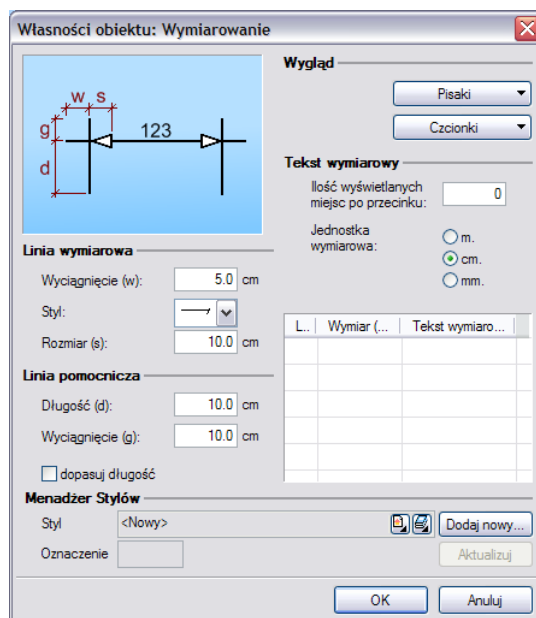 Własności obiektu: Wymiarowanie
w s
g
123
d
Wygląd
Pisaki
Czcionki
Tekst wymiarowy
Ilość wyświetlanych
miejsc po przecinku:
0
Jednostka
wymiarowa:
m.
cm.
mm.
Linia wymiarowa
Wyciągnięcie (w): 5.0 cm
Styl:
Rozmiar (s): 10.0 cm
L... Wymiar (... Tekst wymiaro...
Linia pomocnicza
Długość (d): 10.0 cm
Wyciągnięcie (g): 10.0 cm
dopasuj długość
Menadżer Stylów
Styl <Nowy> Dodaj nowy...
Oznaczenie Aktualizuj
OK Anuluj